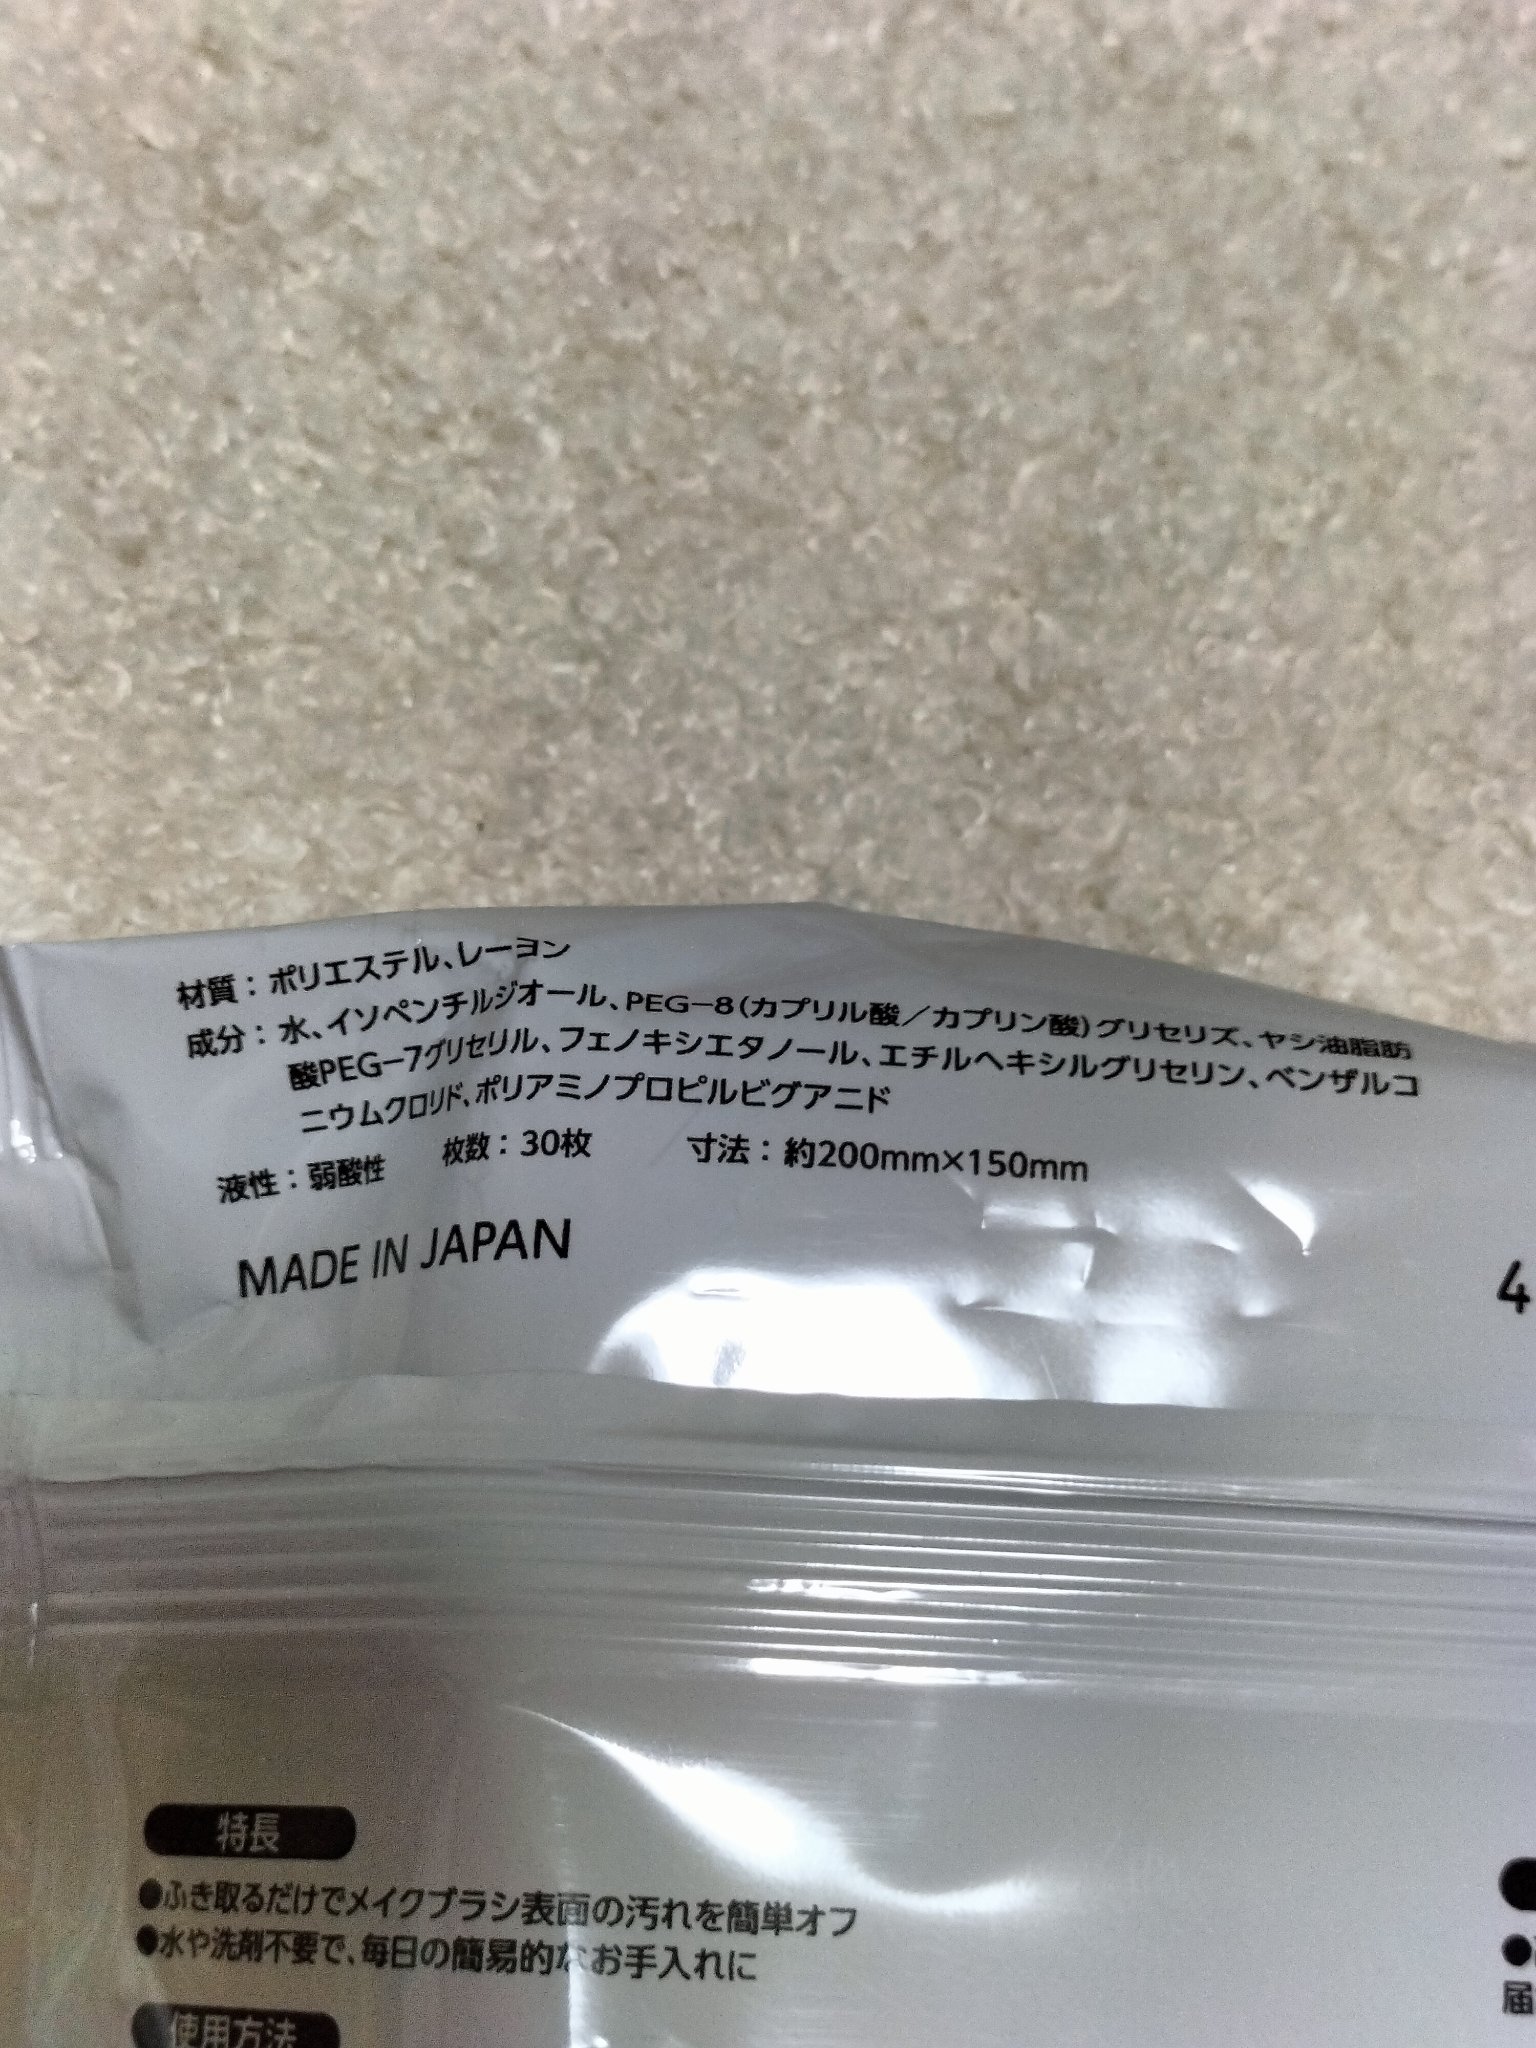 材質：ポリエステル、レーヨン
成分：水、イソペンチルジオール、PEG−8（カプリル酸／カプリン酸）グリセリズ、ヤシ油脂肪
酸PEG−7グリセリル、フェノキシエタノール、エチルヘキシルグリセリン、ベンザルコ
ニウムクロリド、ポリアミノプロピルビグアニド
液性：弱酸性　枚数：30枚　寸法：約200mm×150mm
MADE IN JAPAN
4
特長
●ふき取るだけでメイクブラシ表面の汚れを簡単オフ
●水や洗剤不要で、毎日の簡易的なお手入れに
使用方法
届